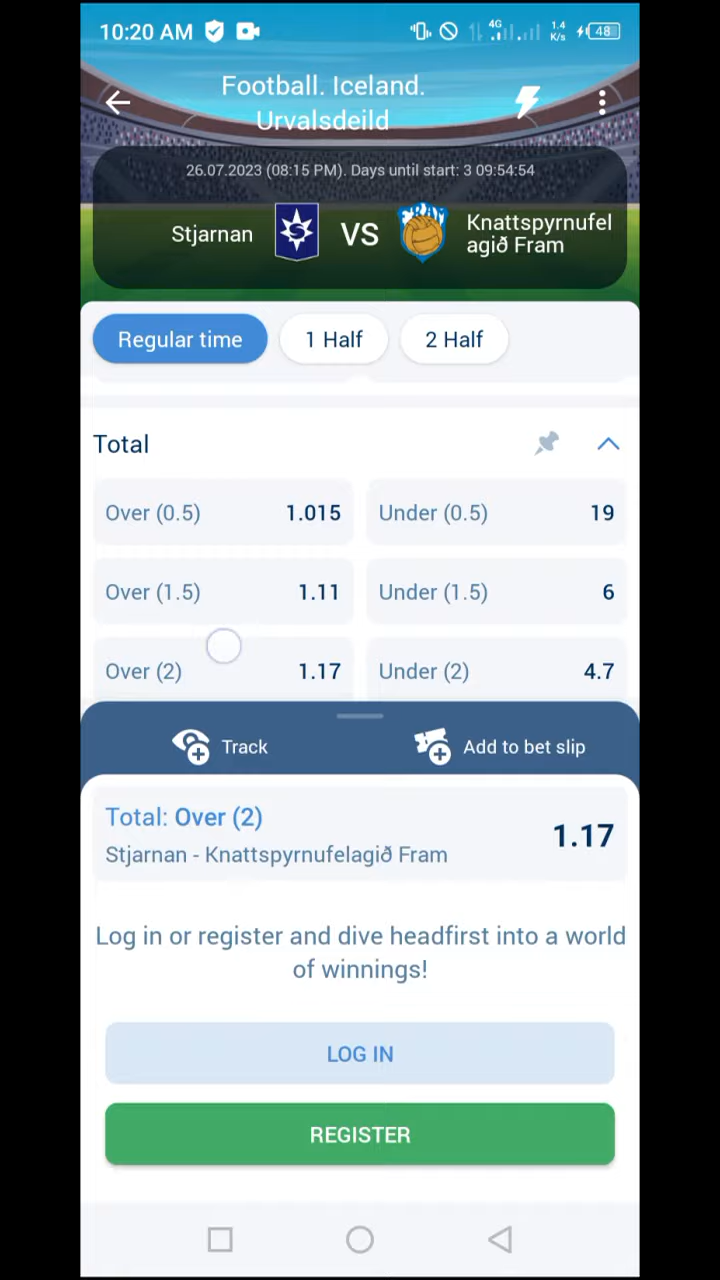 10:20 AM
4G
1.4
K/s
48
Football. Iceland.
Urvalsdeild
26.07.2023 (08:15 PM). Days until start: 3 09:54:54
Stjarnan
S
VS
FRAM
Knattspyrnufel
agið Fram
Regular time
1 Half
2 Half
Total
Over (0.5)
1.015
Under (0.5)
19
Over (1.5)
1.11
Under (1.5)
6
Over (2)
1.17
Under (2)
4.7
Track
Add to bet slip
Total: Over (2)
1.17
Stjarnan - Knattspyrnufelagið Fram
Log in or register and dive headfirst into a world
of winnings!
LOG IN
REGISTER